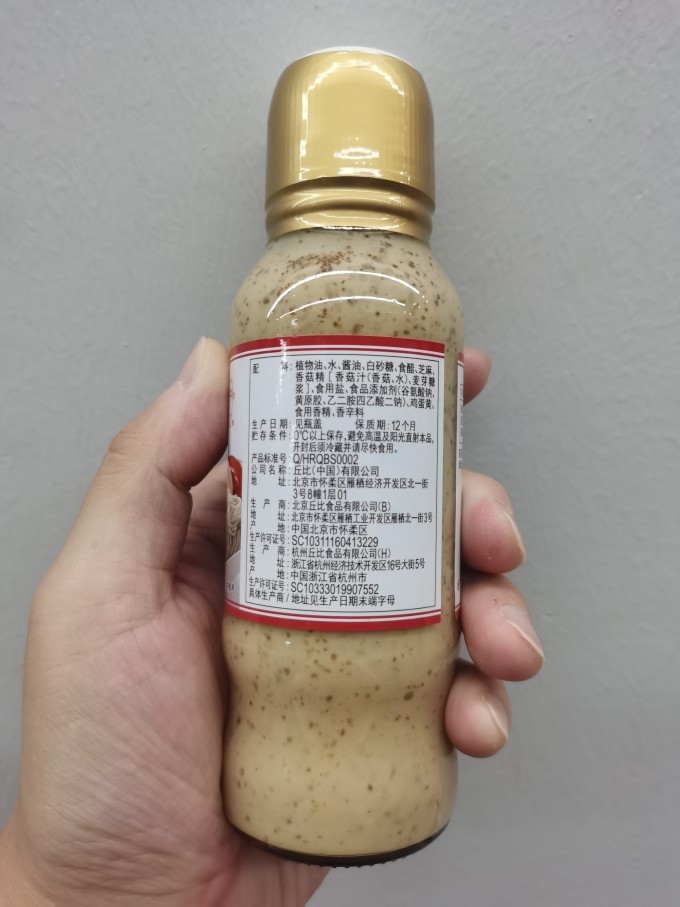 配 料:植物油、水、酱油、白砂糖、食醋、芝麻、
香菇精[香菇汁(香菇、水)、麦芽糖
浆]、食用盐、食品添加剂(谷氨酸钠、
黄原胶、乙二胺四乙酸二钠)、鸡蛋黄、
食用香精、香辛料
生产日期:见瓶盖 保质期:12个月
贮存条件:0℃以上保存,避免高温及阳光直射本品,
开封后须冷藏并请尽快食用。
产品标准号:Q/HRQBS0002
公司名称:丘比(中国)有限公司
地 址:北京市怀柔区雁栖经济开发区北一街
3号8幢1层01
生产商:北京丘比食品有限公司(B)
地 址:北京市怀柔区雁栖工业开发区雁栖北一街3号
产 地:中国北京市怀柔区
生产许可证号:SC10311160413229
生产商:杭州丘比食品有限公司(H)
地 址:浙江省杭州经济技术开发区16号大街5号
产 地:中国浙江省杭州市
生产许可证号:SC10333019907552
具体生产商/地址见生产日期末端字母